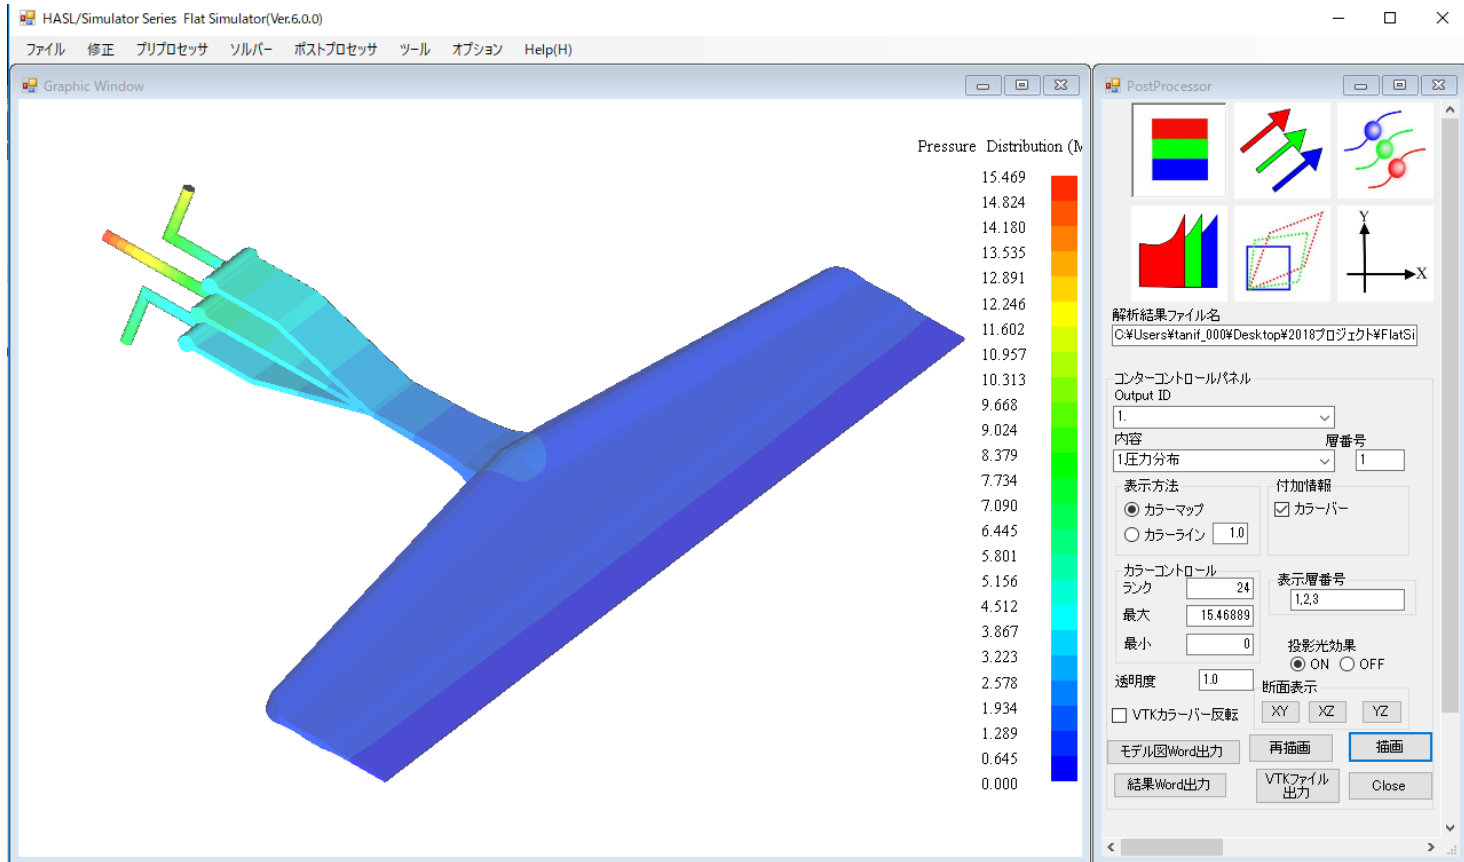 HASL/Simulator Series Flat Simulator(Ver.6.0.0)
ファイル 修正 プリプロセッサ ソルバー ポストプロセッサ ツール オプション Help(H)
Graphic Window
Pressure Distribution (M
15.469
14.824
14.180
13.535
12.891
12.246
11.602
10.957
10.313
9.668
9.024
8.379
7.734
7.090
6.445
5.801
5.156
4.512
3.867
3.223
2.578
1.934
1.289
0.645
0.000
PostProcessor
Y
X
解析結果ファイル名
C:¥Users¥tanif_000¥Desktop¥2018プロジェクト¥FlatSi
コンターコントロールパネル
Output ID
1.
内容 層番号
1.圧力分布 1
表示方法 付加情報
カラーマップ カラーバー
カラーライン 1.0
カラーコントロール
ランク 24
表示層番号
1,2,3
最大 15.46889
最小 0
投影光効果
ON OFF
透明度 1.0
断面表示
VTKカラーバー反転 XY XZ YZ
モデル図Word出力 再描画 描画
結果Word出力 VTKファイル出力 Close